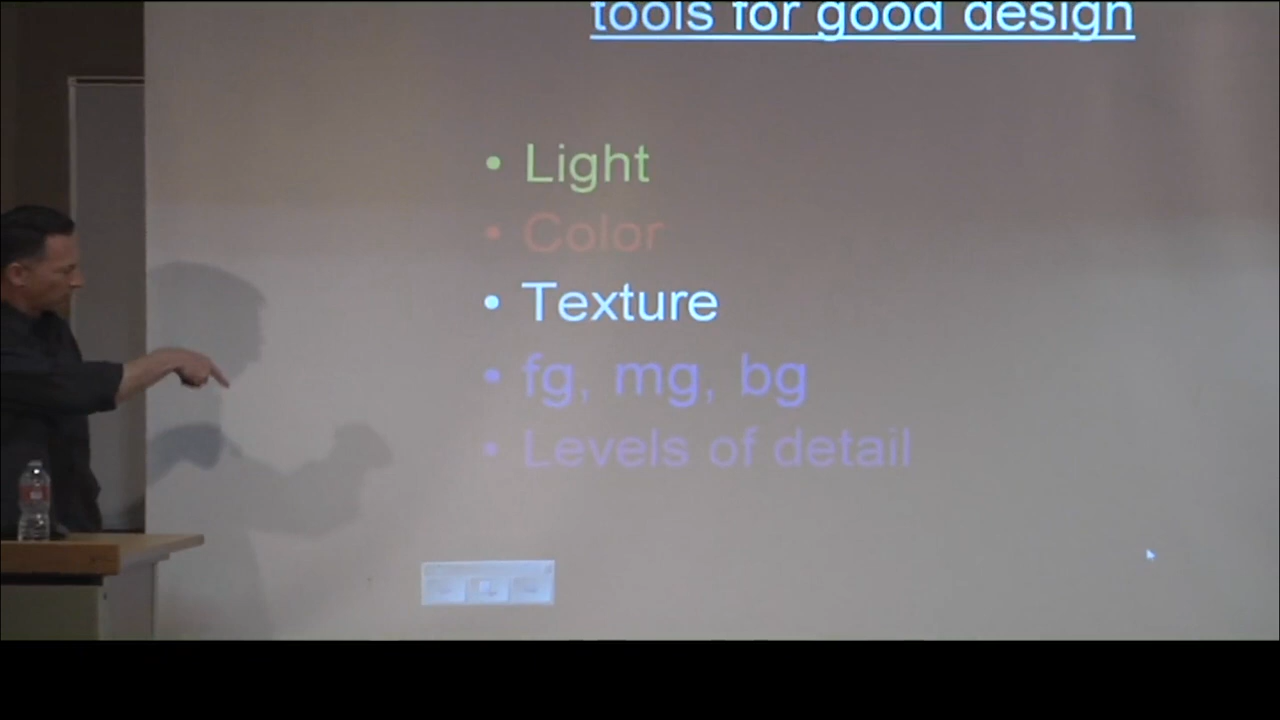 tools for good design
• Light
• Color
• Texture
• fg, mg, bg
• Levels of detail